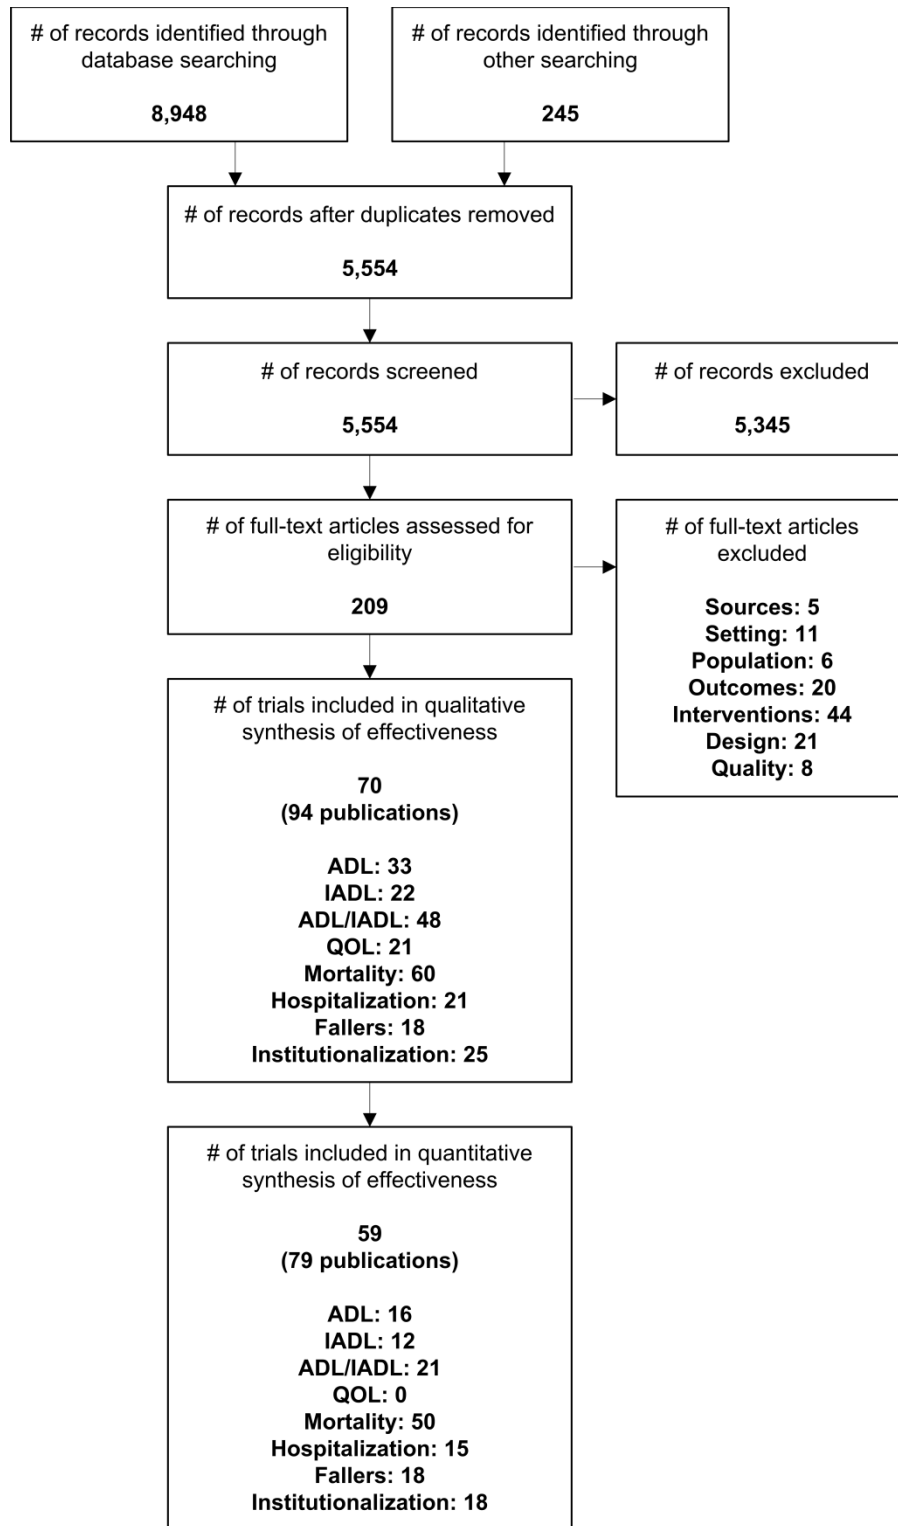 # of records identified through
database searching
8,948
# of records identified through
other searching
245
# of records after duplicates removed
5,554
# of records screened
5,554
# of records excluded
5,345
# of full-text articles assessed for
eligibility
209
# of full-text articles
excluded
Sources: 5
Setting: 11
Population: 6
Outcomes: 20
Interventions: 44
Design: 21
Quality: 8
# of trials included in qualitative
synthesis of effectiveness
70
(94 publications)
ADL: 33
IADL: 22
ADL/IADL: 48
QOL: 21
Mortality: 60
Hospitalization: 21
Fallers: 18
Institutionalization: 25
# of trials included in quantitative
synthesis of effectiveness
59
(79 publications)
ADL: 16
IADL: 12
ADL/IADL: 21
QOL: 0
Mortality: 50
Hospitalization: 15
Fallers: 18
Institutionalization: 18